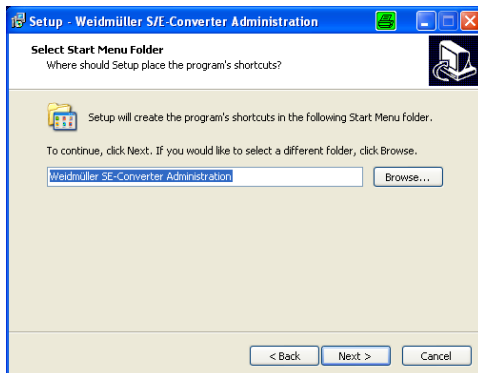 Setup - Weidmüller S/E-Converter Administration
Select Start Menu Folder
Where should Setup place the program's shortcuts?
Setup will create the program's shortcuts in the following Start Menu folder.
To continue, click Next. If you would like to select a different folder, click Browse.
Weidmüller SE-Converter Administration
Browse...
< Back
Next >
Cancel